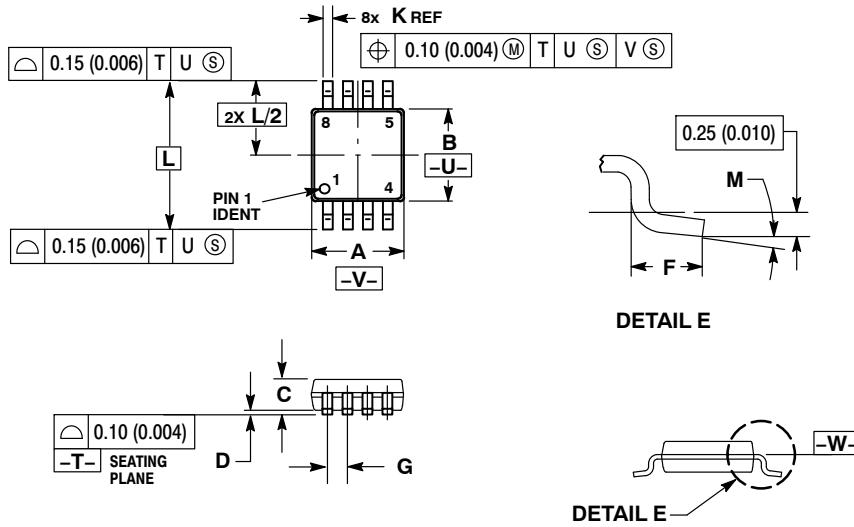 8x K REF
⌖ 0.10 (0.004) Ⓜ T U Ⓢ V Ⓢ
⌓ 0.15 (0.006) T U Ⓢ
2X L/2
8 5
B
-U-
L
PIN 1
IDENT
1
4
⌓ 0.15 (0.006) T U Ⓢ
A
-V-
0.25 (0.010)
M
F
DETAIL E
C
⌓ 0.10 (0.004)
-T- SEATING
PLANE
D
G
-W-
DETAIL E